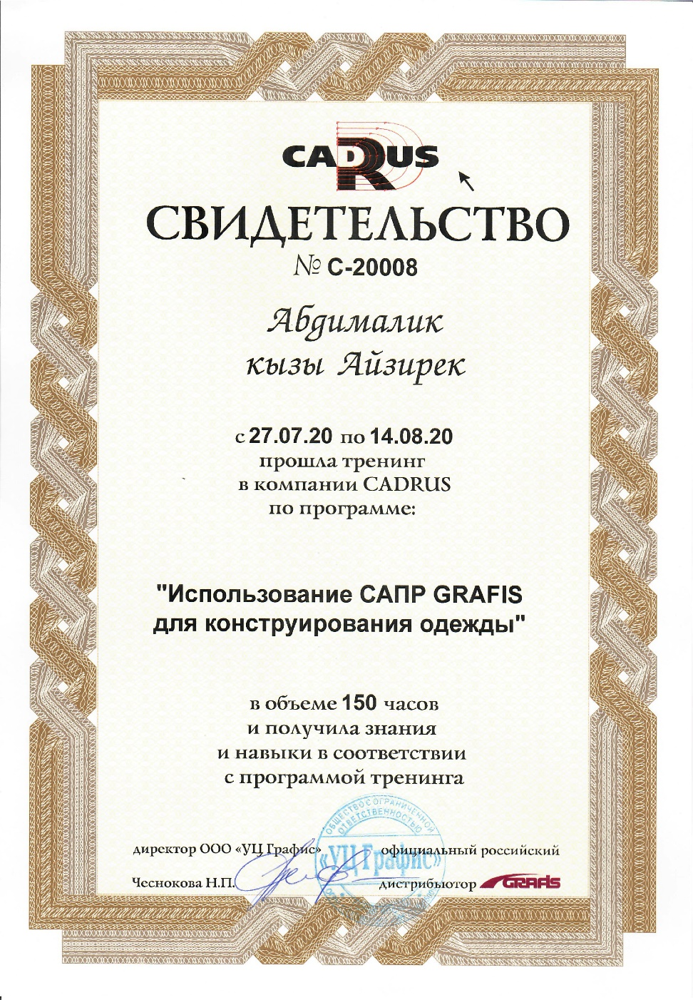 CADRUS
СВИДЕТЕЛЬСТВО
№ С-20008
Абдималик
кызы Айзирек
с 27.07.20 по 14.08.20
прошла тренинг
в компании CADRUS
по программе:
"Использование САПР GRAFIS
для конструирования одежды"
в объеме 150 часов
и получила знания
и навыки в соответствии
с программой тренинга
ОБЩЕСТВО С ОГРАНИЧЕННОЙ
ОТВЕТСТВЕННОСТЬЮ
«УЦ Графис»
директор ООО «УЦ Графис»
официальный российский
Чеснокова Н.П.
дистрибьютор GRAFIS